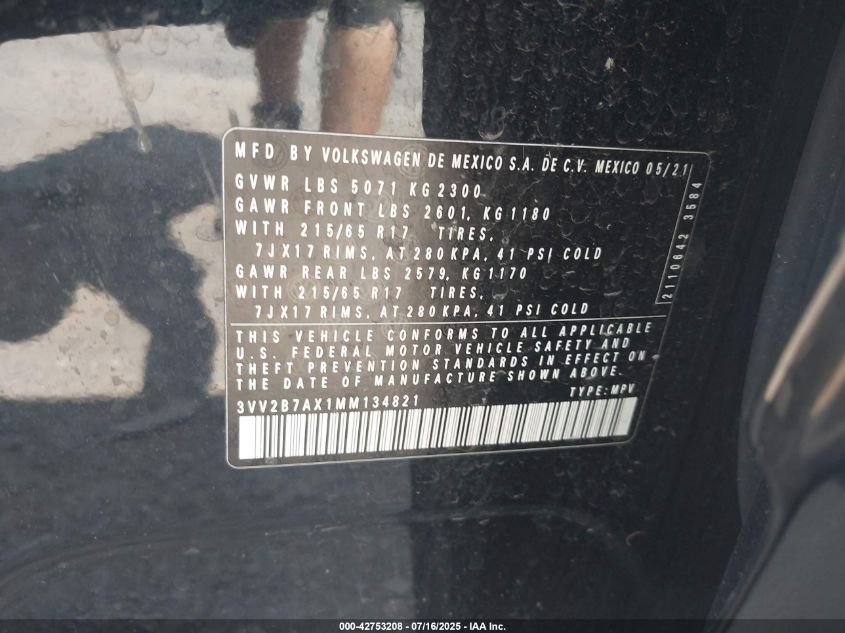 MFD BY VOLKSWAGEN DE MEXICO S.A. DE C.V. MEXICO 05/21
GVWR LBS 5071 KG 2300
GAWR FRONT LBS 2601, KG 1180
WITH 215/65 R17 TIRES,
7JX17 RIMS, AT 280 KPA, 41 PSI COLD
GAWR REAR LBS 2579, KG 1170
WITH 215/65 R17 TIRES,
7JX17 RIMS, AT 280 KPA, 41 PSI COLD
2110642 3584
THIS VEHICLE CONFORMS TO ALL APPLICABLE
U.S. FEDERAL MOTOR VEHICLE SAFETY AND
THEFT PREVENTION STANDARDS IN EFFECT ON
THE DATE OF MANUFACTURE SHOWN ABOVE.
3VV2B7AX1MM134821 TYPE: MPV
000-42753208 - 07/16/2025 - IAA Inc.